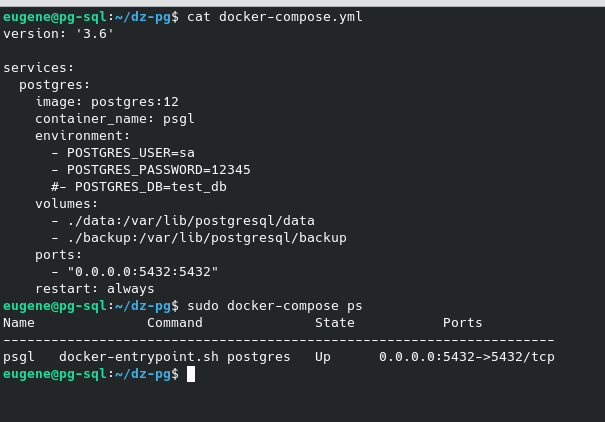 eugene@pg-sql:~/dz-pg$ cat docker-compose.yml
version: '3.6'

services:
  postgres:
    image: postgres:12
    container_name: psgl
    environment:
      - POSTGRES_USER=sa
      - POSTGRES_PASSWORD=12345
      #- POSTGRES_DB=test_db
    volumes:
      - ./data:/var/lib/postgresql/data
      - ./backup:/var/lib/postgresql/backup
    ports:
      - "0.0.0.0:5432:5432"
    restart: always
eugene@pg-sql:~/dz-pg$ sudo docker-compose ps
Name              Command              State           Ports
---------------------------------------------------------------------
psgl   docker-entrypoint.sh postgres   Up      0.0.0.0:5432->5432/tcp
eugene@pg-sql:~/dz-pg$